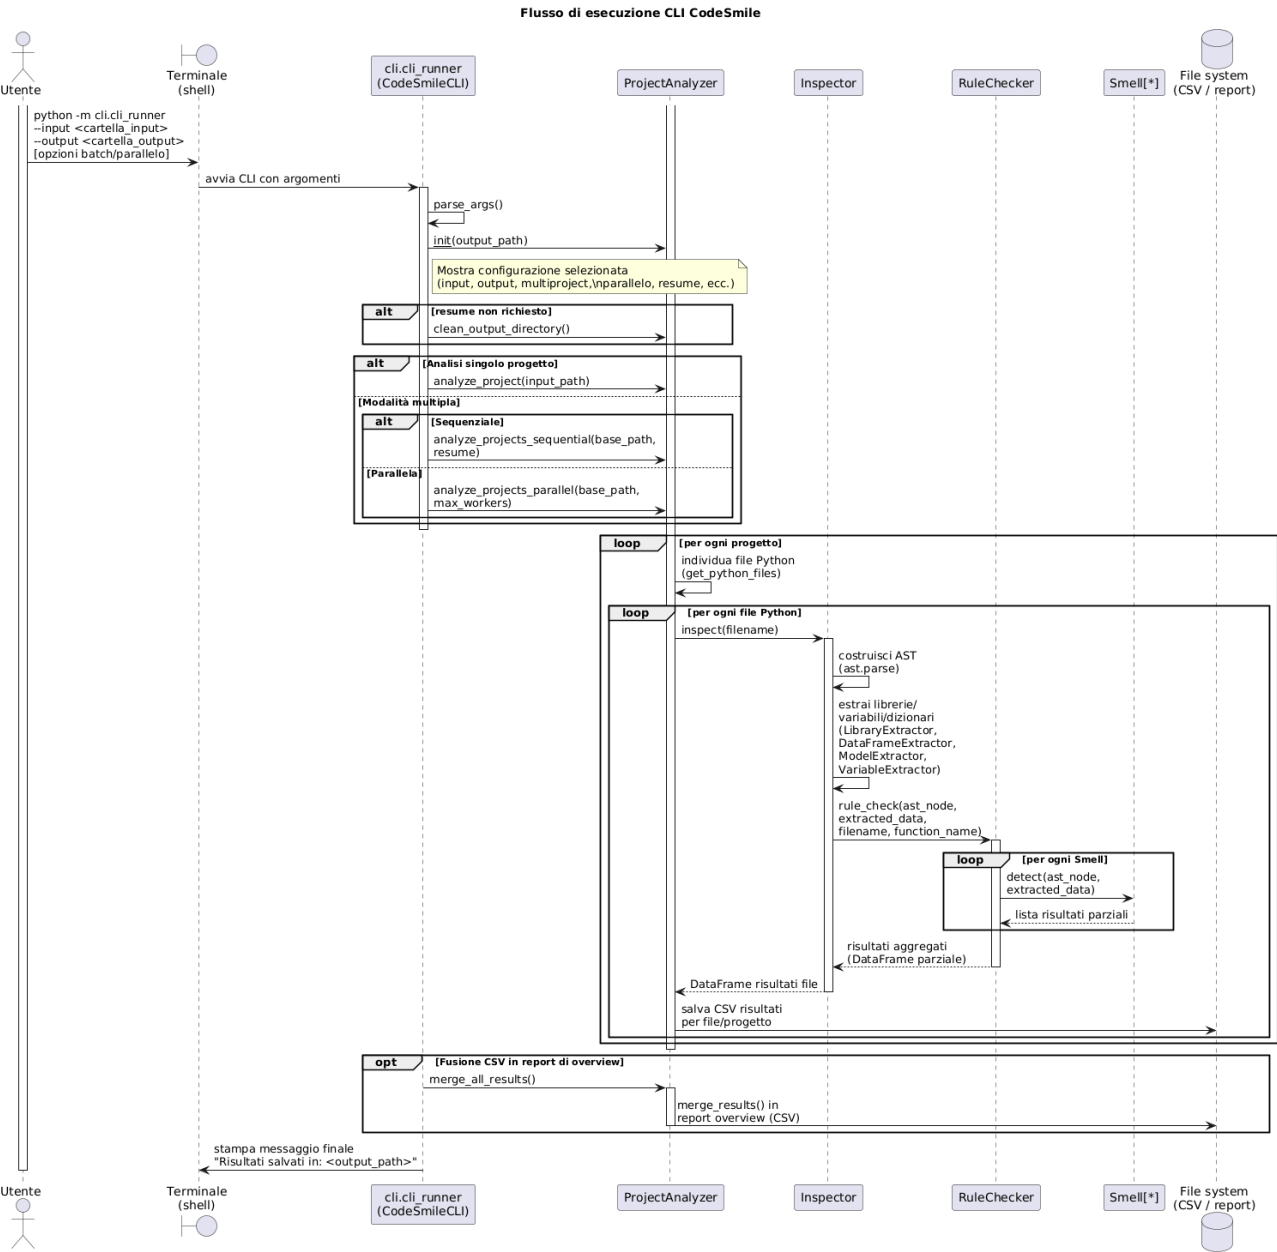 Flusso di esecuzione CLI CodeSmile
Utente
Terminale
(shell)
cli.cli_runner
(CodeSmileCLI)
ProjectAnalyzer
Inspector
RuleChecker
Smell[*]
File system
(CSV / report)
python -m cli.cli_runner
--input <cartella_input>
--output <cartella_output>
[opzioni batch/parallelo]
avvia CLI con argomenti
parse_args()
init(output_path)
Mostra configurazione selezionata
(input, output, multiproject,\nparallelo, resume, ecc.)
alt [resume non richiesto]
clean_output_directory()
alt [Analisi singolo progetto]
analyze_project(input_path)
[Modalità multipla]
alt [Sequenziale]
analyze_projects_sequential(base_path,
resume)
[Parallela]
analyze_projects_parallel(base_path,
max_workers)
loop [per ogni progetto]
individua file Python
(get_python_files)
loop [per ogni file Python]
inspect(filename)
costruisci AST
(ast.parse)
estrai librerie/
variabili/dizionari
(LibraryExtractor,
DataFrameExtractor,
ModelExtractor,
VariableExtractor)
rule_check(ast_node,
extracted_data,
filename, function_name)
loop [per ogni Smell]
detect(ast_node,
extracted_data)
lista risultati parziali
risultati aggregati
(DataFrame parziale)
DataFrame risultati file
salva CSV risultati
per file/progetto
opt [Fusione CSV in report di overview]
merge_all_results()
merge_results() in
report overview (CSV)
stampa messaggio finale
"Risultati salvati in: <output_path>"
Utente
Terminale
(shell)
cli.cli_runner
(CodeSmileCLI)
ProjectAnalyzer
Inspector
RuleChecker
Smell[*]
File system
(CSV / report)